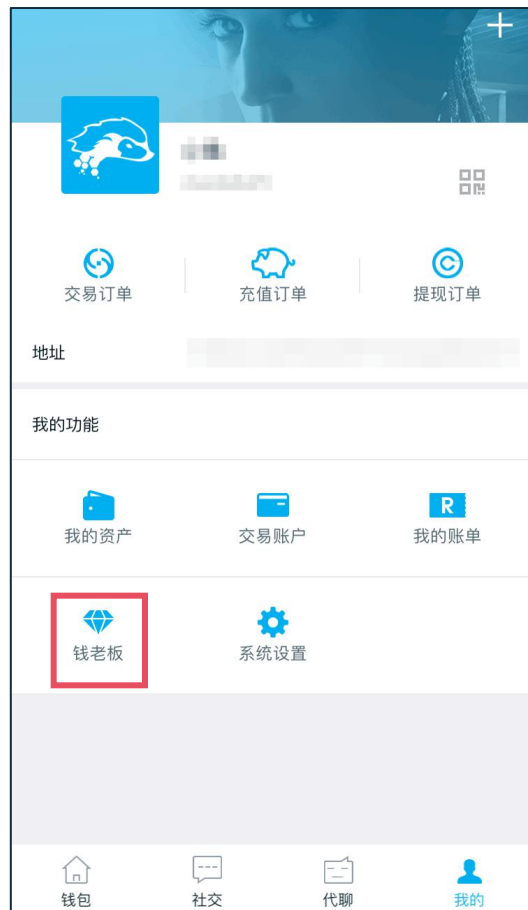 交易订单
充值订单
提现订单
地址
我的功能
我的资产
交易账户
R
我的账单
钱老板
系统设置
钱包
社交
代聊
我的